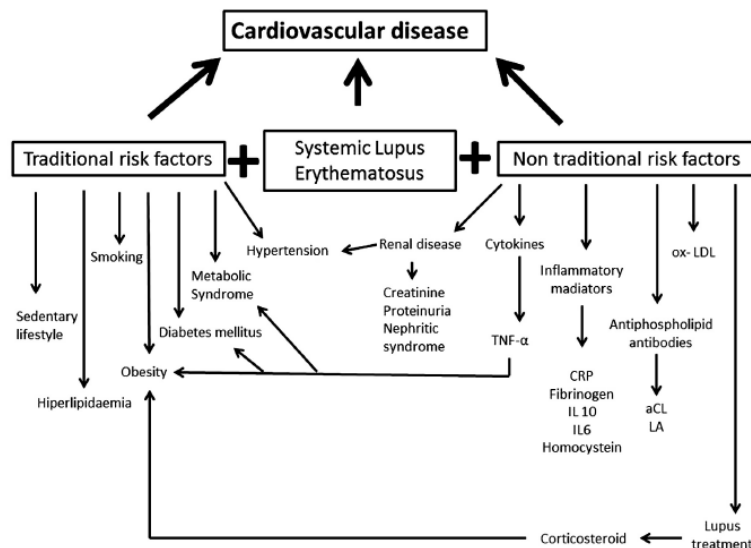 Cardiovascular disease
Traditional risk factors
+
Systemic Lupus
Erythematosus
+
Non traditional risk factors
Smoking
Hypertension
Renal disease
Cytokines
ox- LDL
Metabolic
Syndrome
Inflammatory
madiators
Sedentary
lifestyle
Diabetes mellitus
Creatinine
Proteinuria
Nephritic
syndrome
TNF-α
Antiphospholipid
antibodies
Obesity
Hiperlipidaemia
CRP
Fibrinogen
IL 10
IL6
Homocystein
aCL
LA
Corticosteroid
Lupus
treatment